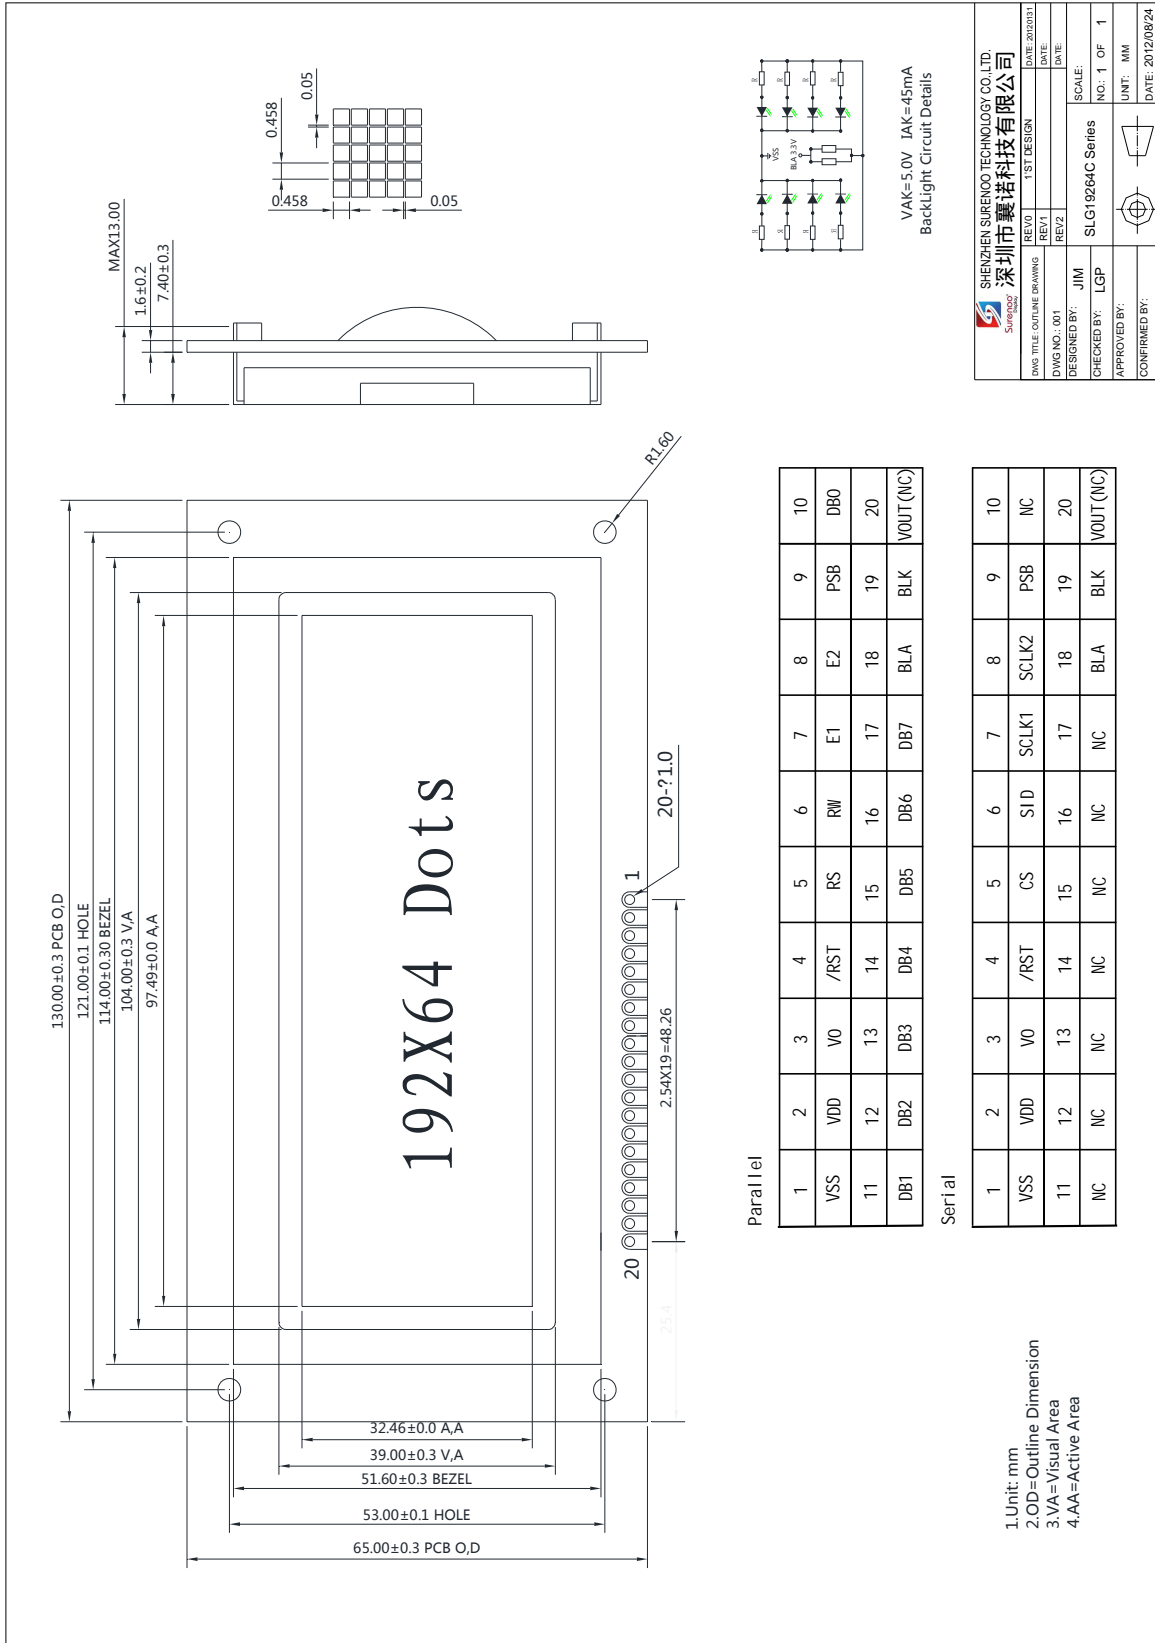 0.05
0.458
0.458
0.05
MAX13.00
1.6±0.2
7.40±0.3
VSS
BLA 3.3V
VAK=5.0V IAK=45mA
BackLight Circuit Details
R1.60
130.00±0.3 PCB O,D
121.00±0.1 HOLE
114.00±0.30 BEZEL
104.00±0.3 V,A
97.49±0.0 A,A
192X64 Dots
20-?1.0
1
20
2.54X19=48.26
25.4
32.46±0.0 A,A
39.00±0.3 V,A
51.60±0.3 BEZEL
53.00±0.1 HOLE
65.00±0.3 PCB O,D
Parallel
1 2 3 4 5 6 7 8 9 10
VSS VDD VO /RST RS RW E1 E2 PSB DB0
11 12 13 14 15 16 17 18 19 20
DB1 DB2 DB3 DB4 DB5 DB6 DB7 BLA BLK VOUT(NC)
Serial
1 2 3 4 5 6 7 8 9 10
VSS VDD VO /RST CS SID SCLK1 SCLK2 PSB NC
11 12 13 14 15 16 17 18 19 20
NC NC NC NC NC NC NC BLA BLK VOUT(NC)
1.Unit: mm
2.OD=Outline Dimension
3.VA=Visual Area
4.AA=Active Area
Surenoo
Display
SHENZHEN SURENOO TECHNOLOGY CO.,LTD.
深圳市襄诺科技有限公司
DWG TITLE: OUTLINE DRAWING REV0 1'ST DESIGN DATE: 20120131
DWG NO.: 001 REV1 DATE:
REV2 DATE:
DESIGNED BY: JIM SLG19264C Series SCALE:
CHECKED BY: LGP NO.: 1 OF 1
APPROVED BY: UNIT: MM
CONFIRMED BY: DATE: 2012/08/24